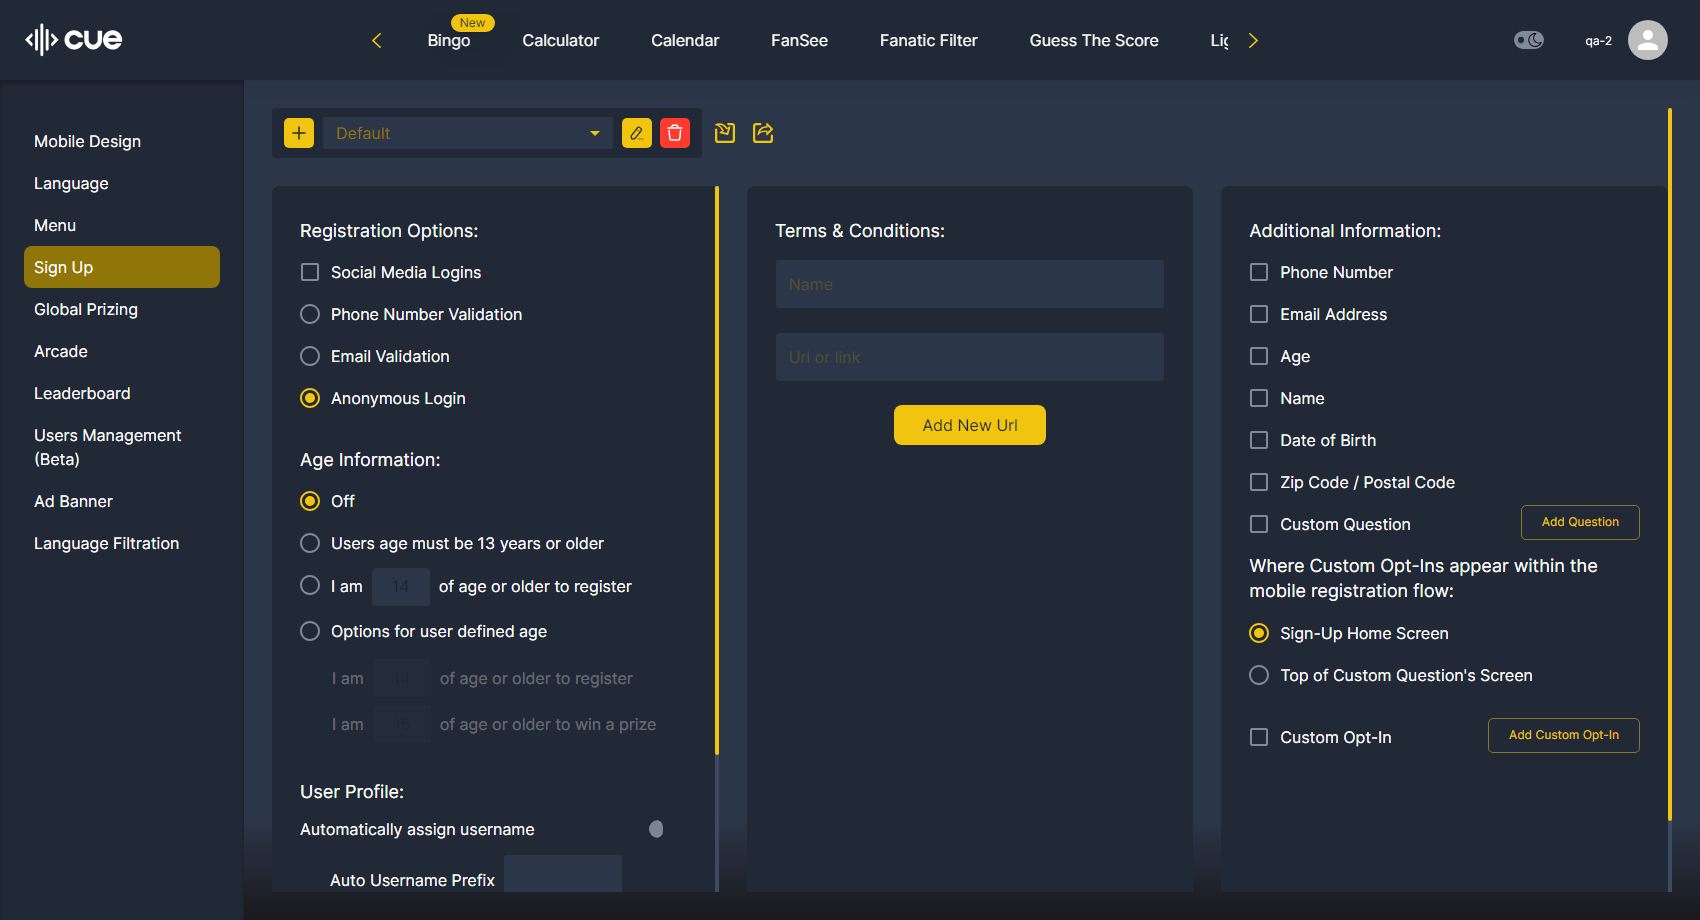 cue
New
Bingo
Calculator
Calendar
FanSee
Fanatic Filter
Guess The Score
qa-2
Mobile Design
Language
Menu
Sign Up
Global Prizing
Arcade
Leaderboard
Users Management
(Beta)
Ad Banner
Language Filtration
Default
Registration Options:
Social Media Logins
Phone Number Validation
Email Validation
Anonymous Login
Age Information:
Off
Users age must be 13 years or older
I am 14 of age or older to register
Options for user defined age
I am of age or older to register
I am of age or older to win a prize
User Profile:
Automatically assign username
Auto Username Prefix
Terms & Conditions:
Name
Url or link
Add New Url
Additional Information:
Phone Number
Email Address
Age
Name
Date of Birth
Zip Code / Postal Code
Custom Question
Add Question
Where Custom Opt-Ins appear within the
mobile registration flow:
Sign-Up Home Screen
Top of Custom Question's Screen
Custom Opt-In
Add Custom Opt-In